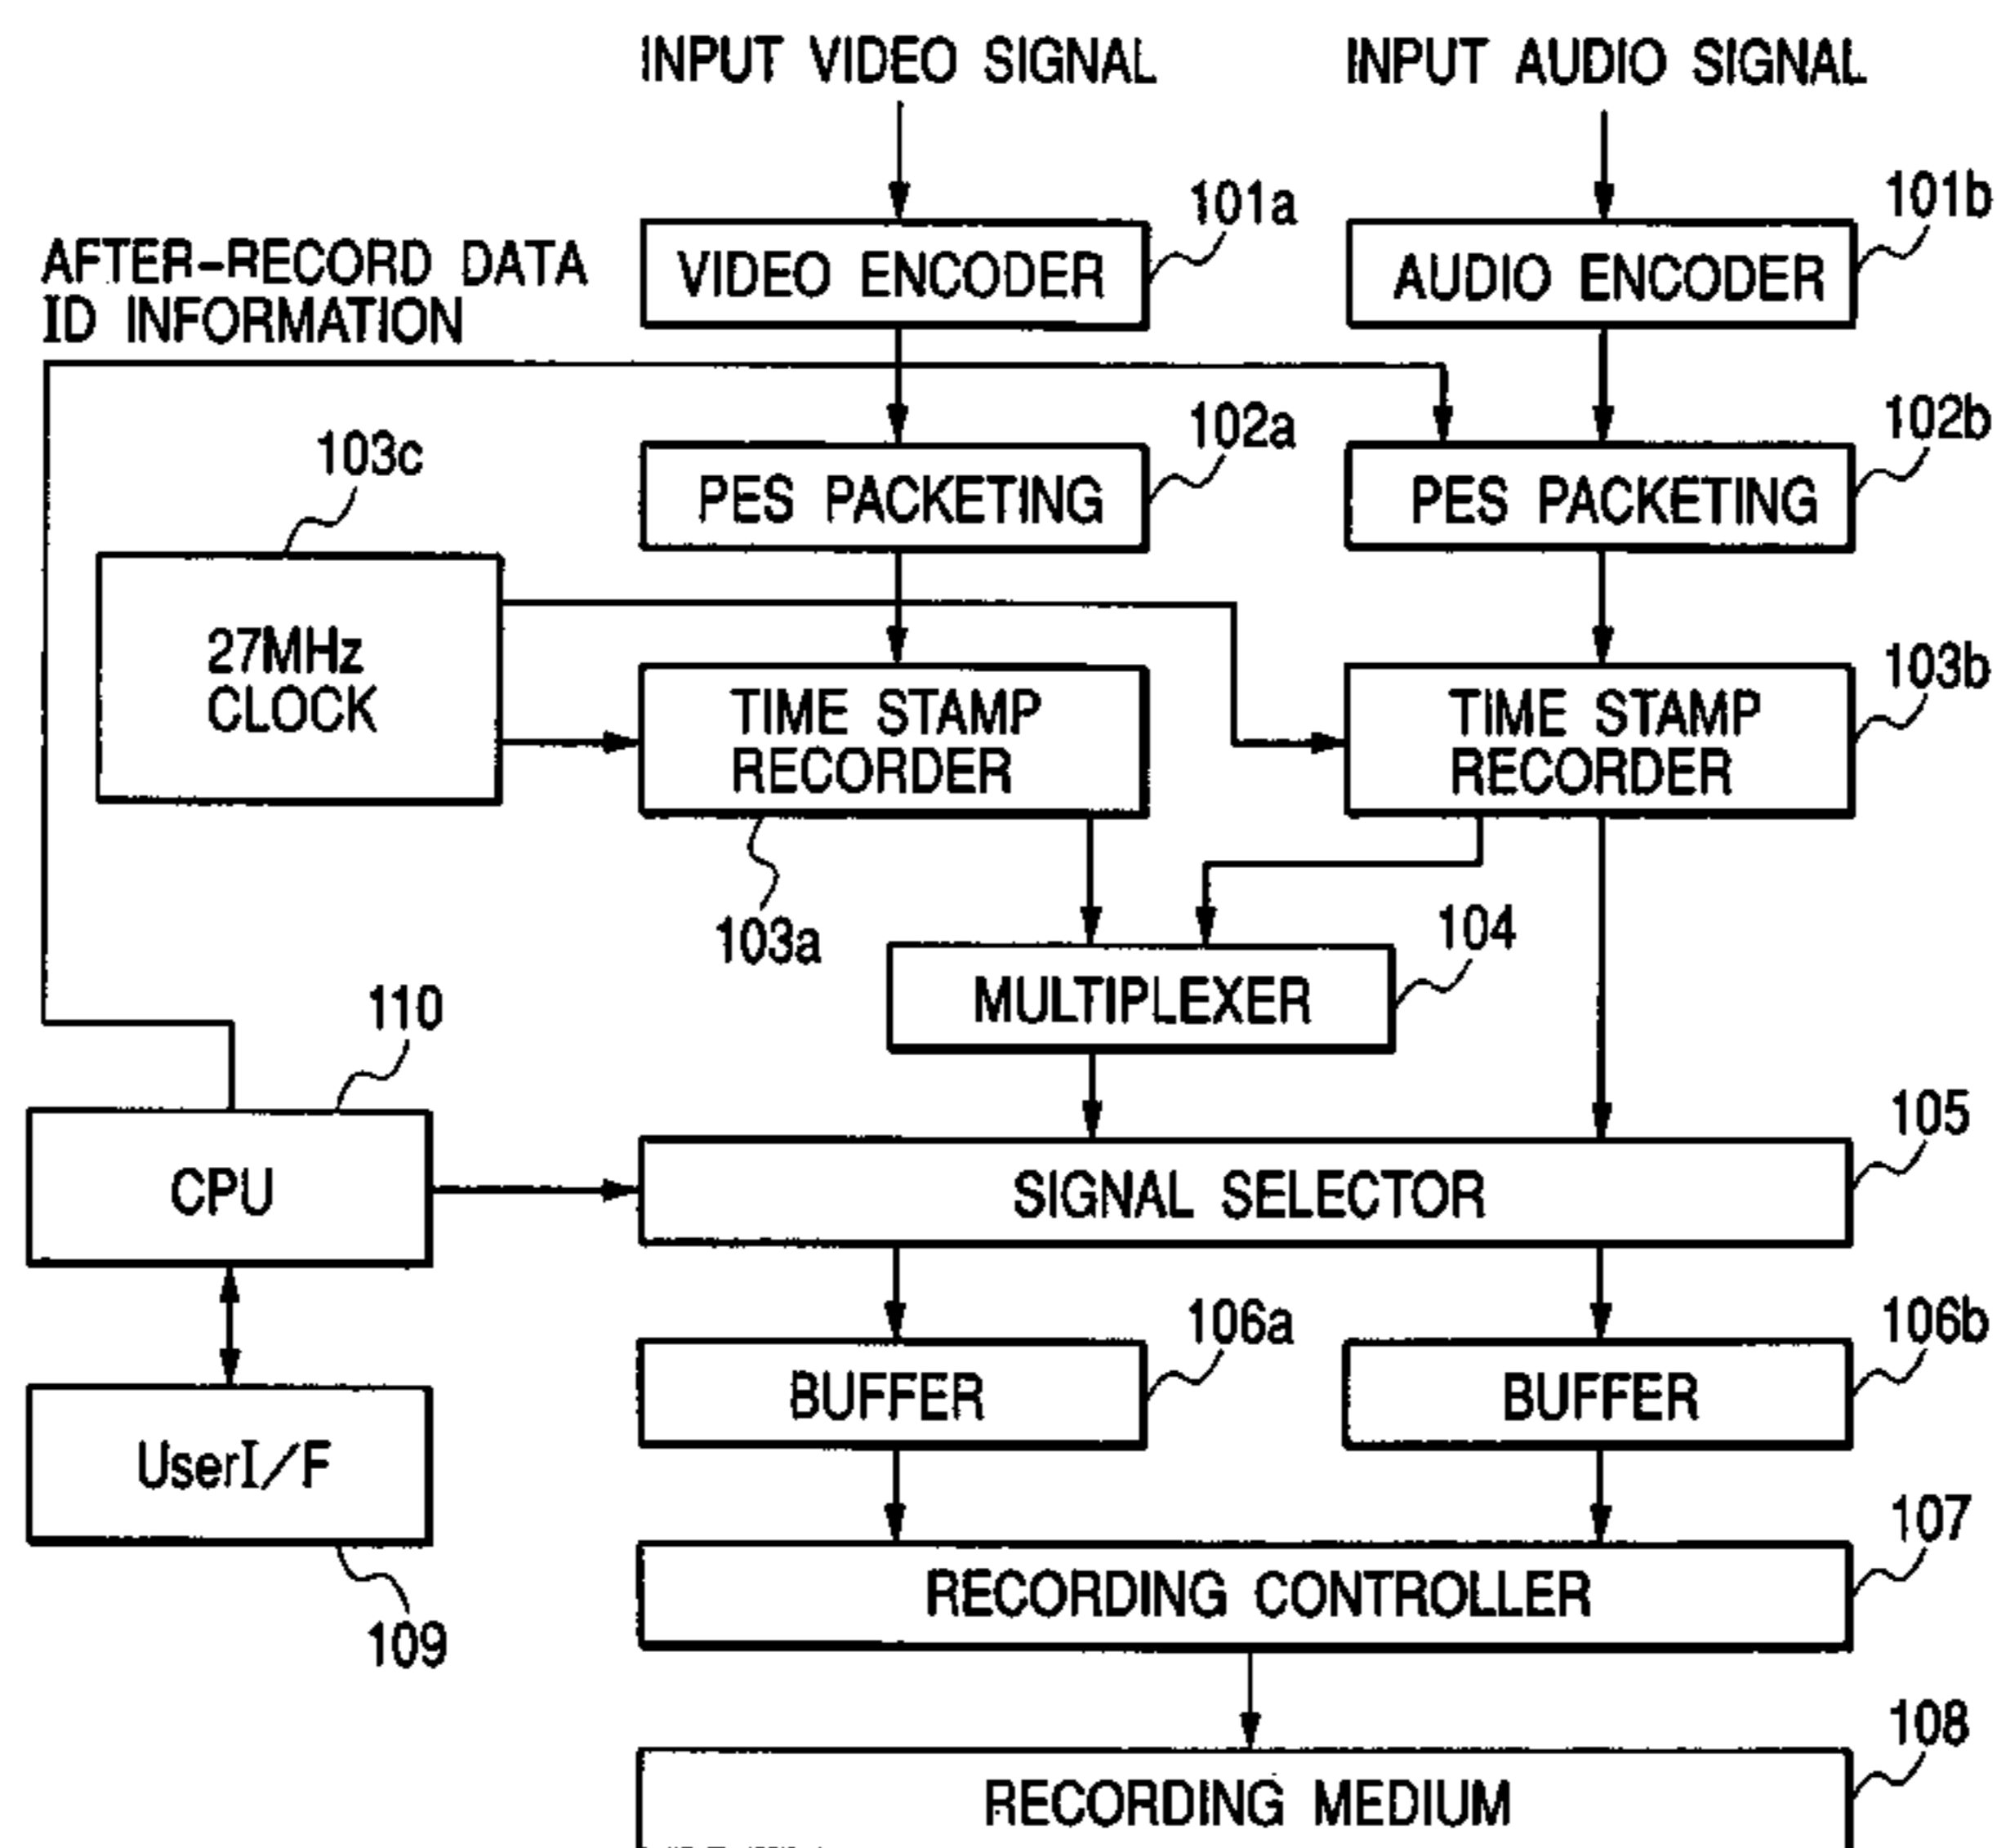 INPUT VIDEO SIGNAL
INPUT AUDIO SIGNAL
101a
101b
VIDEO ENCODER
AUDIO ENCODER
AFTER-RECORD DATA
ID INFORMATION
102a
102b
103c
PES PACKETING
PES PACKETING
27MHz
CLOCK
103b
TIME STAMP
RECORDER
TIME STAMP
RECORDER
103a
104
MULTIPLEXER
110
105
CPU
SIGNAL SELECTOR
106a
106b
BUFFER
BUFFER
UserI/F
107
RECORDING CONTROLLER
109
108
RECORDING MEDIUM